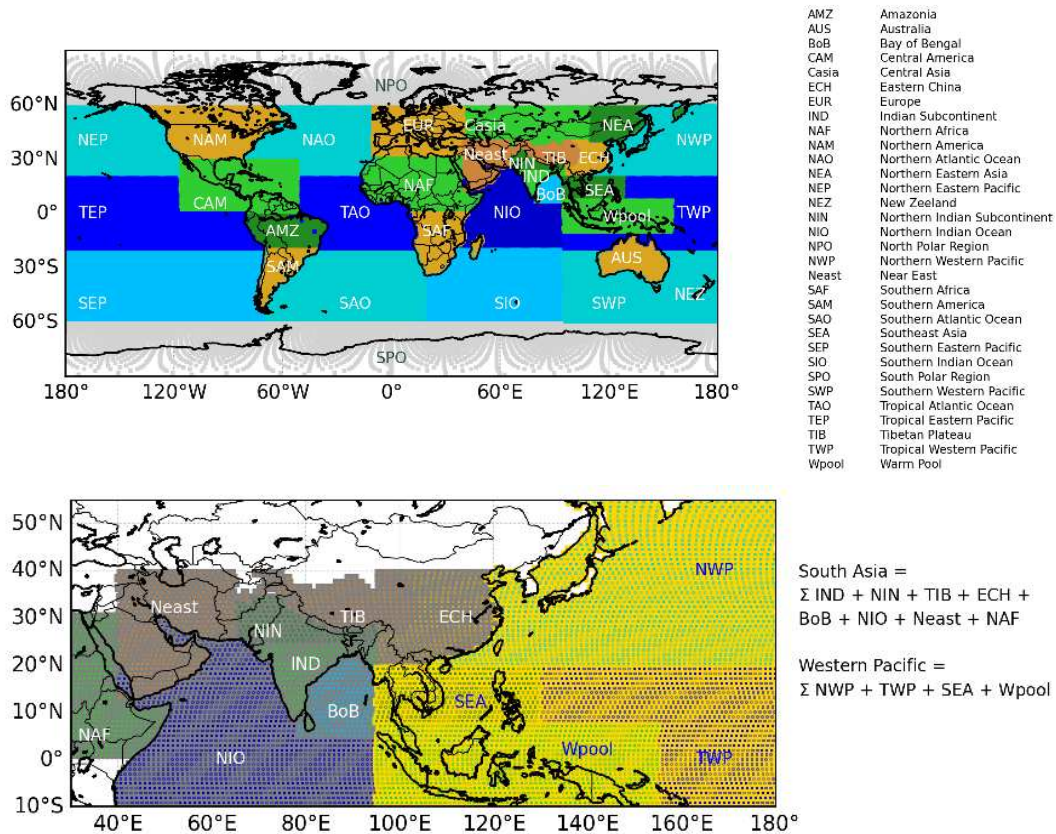 AMZ Amazonia
AUS Australia
BoB Bay of Bengal
CAM Central America
Casia Central Asia
ECH Eastern China
EUR Europe
IND Indian Subcontinent
NAF Northern Africa
NAM Northern America
NAO Northern Atlantic Ocean
NEA Northern Eastern Asia
NEP Northern Eastern Pacific
NEZ New Zeeland
NIN Northern Indian Subcontinent
NIO Northern Indian Ocean
NPO North Polar Region
NWP Northern Western Pacific
Neast Near East
SAF Southern Africa
SAM Southern America
SAO Southern Atlantic Ocean
SEA Southeast Asia
SEP Southern Eastern Pacific
SIO Southern Indian Ocean
SPO South Polar Region
SWP Southern Western Pacific
TAO Tropical Atlantic Ocean
TEP Tropical Eastern Pacific
TIB Tibetan Plateau
TWP Tropical Western Pacific
Wpool Warm Pool
NPO
60°N
NEP NAM NAO EUR Casia NEA NWP
30°N
Neast NIN TIB ECH
IND
CAM NAF BoB SEA
0°
TEP TAO NIO Wpool TWP
AMZ SAF
30°S
SAM AUS
SEP SAO SIO SWP NEZ
60°S
SPO
180° 120°W 60°W 0° 60°E 120°E 180°
50°N
40°N
NWP
30°N
Neast NIN TIB ECH
20°N
IND
10°N
BoB SEA
NAF
0°
NIO Wpool TWP
10°S
40°E 60°E 80°E 100°E 120°E 140°E 160°E 180°
South Asia =
Σ IND + NIN + TIB + ECH +
BoB + NIO + Neast + NAF
Western Pacific =
Σ NWP + TWP + SEA + Wpool